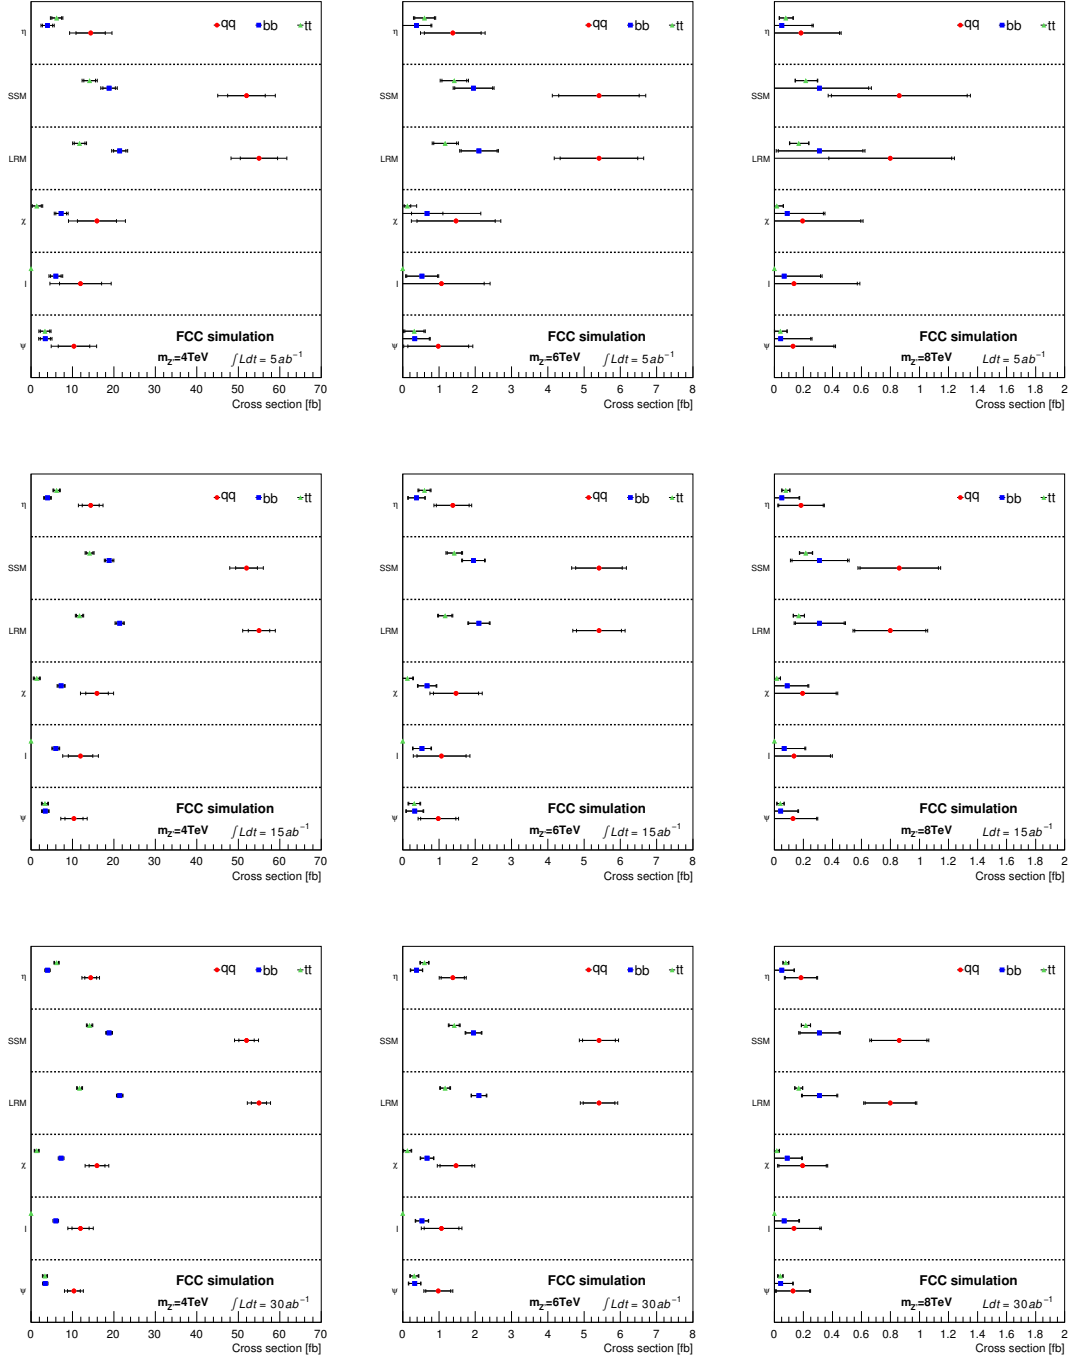 η
qq bb tt
SSM
LRM
χ
I
ψ
FCC simulation
m_Z'=4TeV ∫Ldt = 5ab⁻¹
0 10 20 30 40 50 60 70
Cross section [fb]
η
qq bb tt
SSM
LRM
χ
I
ψ
FCC simulation
m_Z'=6TeV ∫Ldt = 5ab⁻¹
0 1 2 3 4 5 6 7 8
Cross section [fb]
η
qq bb tt
SSM
LRM
χ
I
ψ
FCC simulation
m_Z'=8TeV Ldt = 5ab⁻¹
0 0.2 0.4 0.6 0.8 1 1.2 1.4 1.6 1.8 2
Cross section [fb]
η
qq bb tt
SSM
LRM
χ
I
ψ
FCC simulation
m_Z'=4TeV ∫Ldt = 15ab⁻¹
0 10 20 30 40 50 60 70
Cross section [fb]
η
qq bb tt
SSM
LRM
χ
I
ψ
FCC simulation
m_Z'=6TeV ∫Ldt = 15ab⁻¹
0 1 2 3 4 5 6 7 8
Cross section [fb]
η
qq bb tt
SSM
LRM
χ
I
ψ
FCC simulation
m_Z'=8TeV Ldt = 15ab⁻¹
0 0.2 0.4 0.6 0.8 1 1.2 1.4 1.6 1.8 2
Cross section [fb]
η
qq bb tt
SSM
LRM
χ
I
ψ
FCC simulation
m_Z'=4TeV ∫Ldt = 30ab⁻¹
0 10 20 30 40 50 60 70
Cross section [fb]
η
qq bb tt
SSM
LRM
χ
I
ψ
FCC simulation
m_Z'=6TeV ∫Ldt = 30ab⁻¹
0 1 2 3 4 5 6 7 8
Cross section [fb]
η
qq bb tt
SSM
LRM
χ
I
ψ
FCC simulation
m_Z'=8TeV Ldt = 30ab⁻¹
0 0.2 0.4 0.6 0.8 1 1.2 1.4 1.6 1.8 2
Cross section [fb]